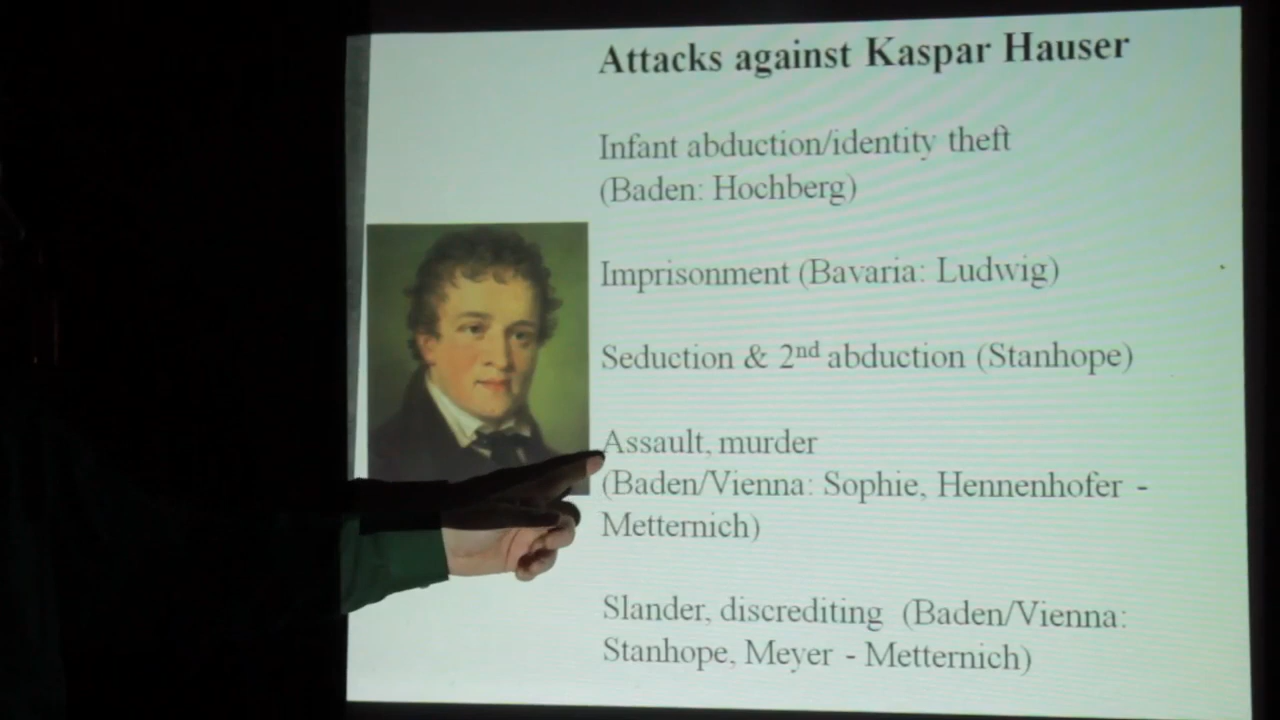 Attacks against Kaspar Hauser
Infant abduction/identity theft
(Baden: Hochberg)
Imprisonment (Bavaria: Ludwig)
Seduction & 2nd abduction (Stanhope)
Assault, murder
(Baden/Vienna: Sophie, Hennenhofer -
Metternich)
Slander, discrediting (Baden/Vienna:
Stanhope, Meyer - Metternich)